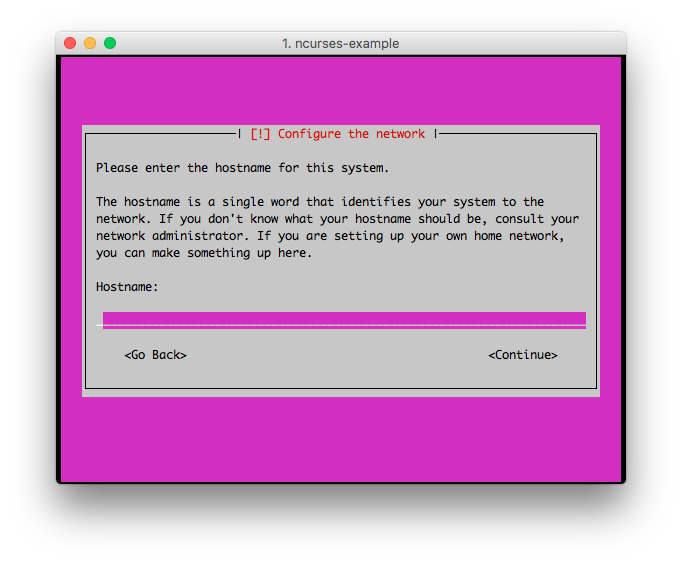 1. ncurses-example
[!] Configure the network
Please enter the hostname for this system.
The hostname is a single word that identifies your system to the
network. If you don't know what your hostname should be, consult your
network administrator. If you are setting up your own home network,
you can make something up here.
Hostname:
<Go Back> <Continue>